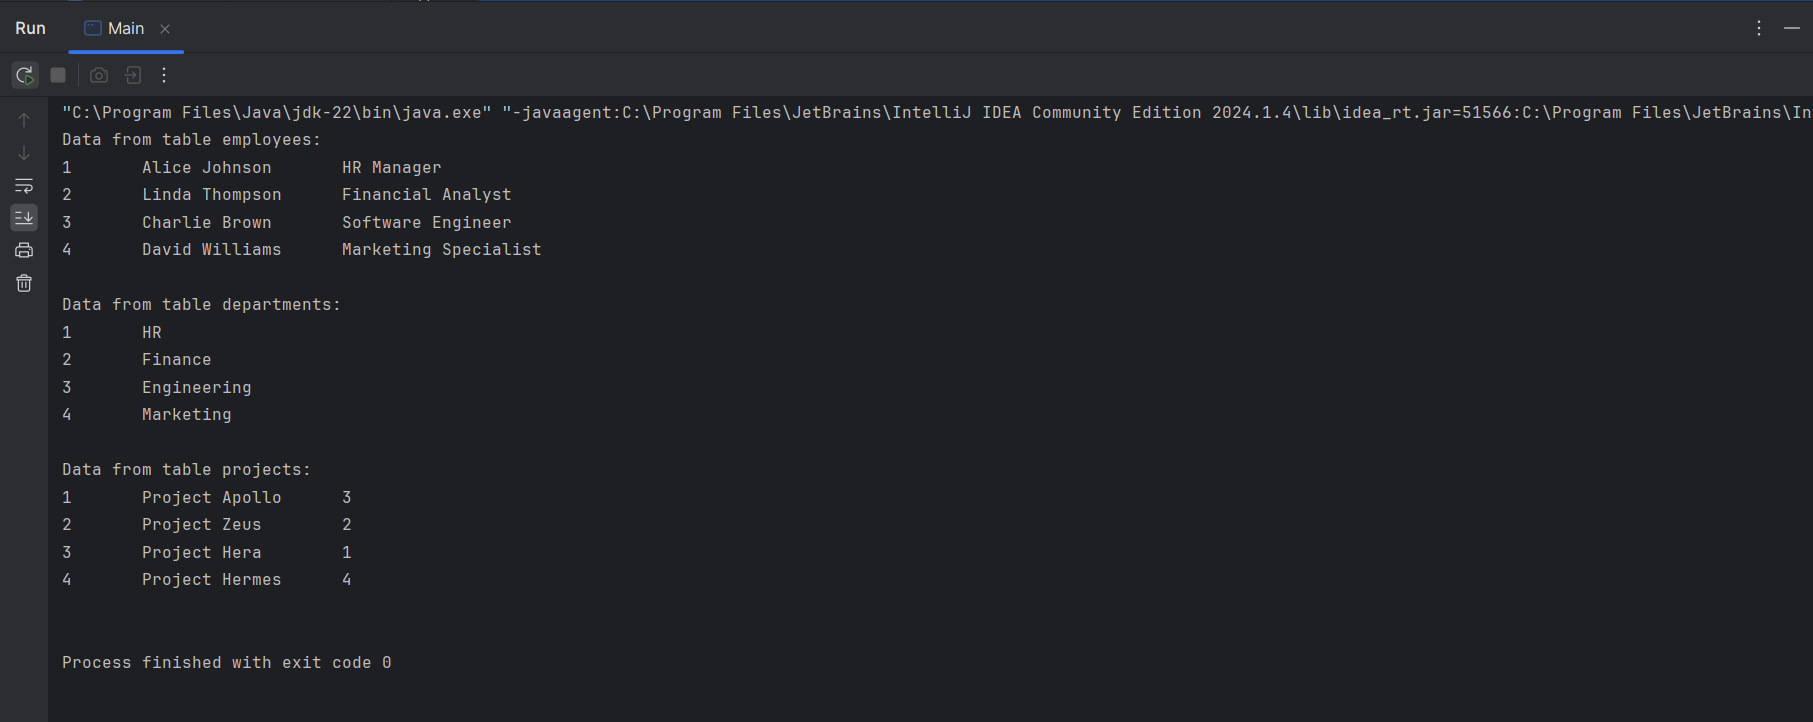 Run Main
"C:\Program Files\Java\jdk-22\bin\java.exe" "-javaagent:C:\Program Files\JetBrains\IntelliJ IDEA Community Edition 2024.1.4\lib\idea_rt.jar=51566:C:\Program Files\JetBrains\In
Data from table employees:
1 Alice Johnson HR Manager
2 Linda Thompson Financial Analyst
3 Charlie Brown Software Engineer
4 David Williams Marketing Specialist
Data from table departments:
1 HR
2 Finance
3 Engineering
4 Marketing
Data from table projects:
1 Project Apollo 3
2 Project Zeus 2
3 Project Hera 1
4 Project Hermes 4
Process finished with exit code 0